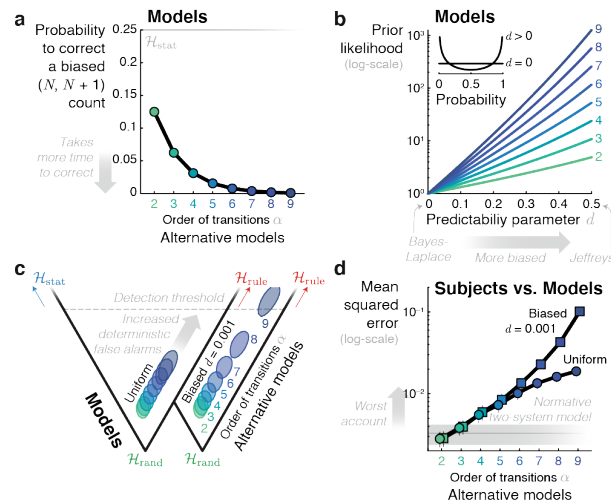 a
Models
Probability
to correct
a biased
(N, N + 1)
count
0.25
0.2
0.15
0.1
0.05
0
ℋstat
Takes
more time
to correct
2 3 4 5 6 7 8 9
Order of transitions α
Alternative models
b
Models
Prior
likelihood
(log-scale)
10³
10²
10¹
10⁰
d > 0
d = 0
0 0.5 1
Probability
9
8
7
6
5
4
3
2
0 0.1 0.2 0.3 0.4 0.5
Predictabiliy parameter d
Bayes-
Laplace
More biased
Jeffreys
c
ℋstat
ℋrule
ℋrule
Detection threshold
Increased
deterministic
false alarms
Uniform
Biased d = 0.001
9
8
7
6
5
4
3
2
Models
Order of transitions α
Alternative models
ℋrand
ℋrand
d
Subjects vs. Models
Mean
squared
error
(log-scale)
10⁻¹
10⁻²
Biased
d = 0.001
Uniform
Worst
account
Normative
two-system model
2 3 4 5 6 7 8 9
Order of transitions α
Alternative models